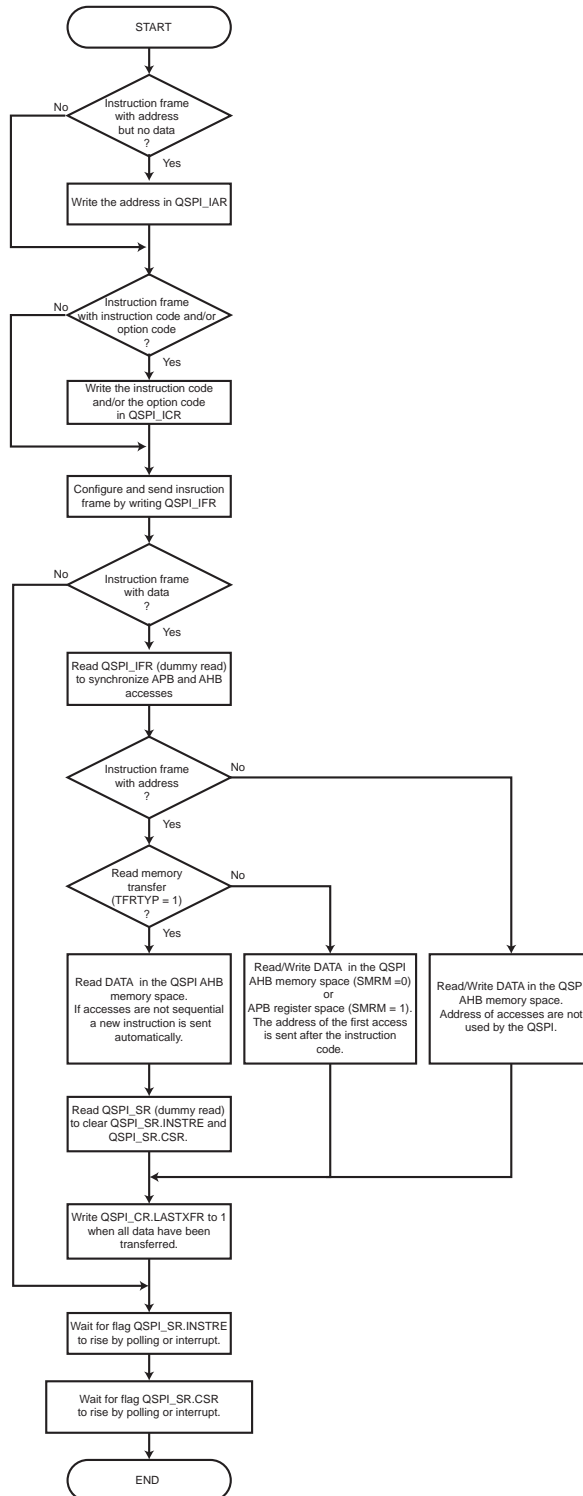 START
Instruction frame
with address
but no data
?
No
Yes
Write the address in QSPI_IAR
Instruction frame
with instruction code and/or
option code
?
No
Yes
Write the instruction code
and/or the option code
in QSPI_ICR
Configure and send insruction
frame by writing QSPI_IFR
Instruction frame
with data
?
No
Yes
Read QSPI_IFR (dummy read)
to synchronize APB and AHB
accesses
Instruction frame
with address
?
No
Yes
Read memory
transfer
(TFRTYP = 1)
?
No
Yes
Read DATA in the QSPI AHB
memory space.
If accesses are not sequential
a new instruction is sent
automatically.
Read/Write DATA in the QSPI
AHB memory space (SMRM =0)
or
APB register space (SMRM = 1).
The address of the first access
is sent after the instruction
code.
Read/Write DATA in the QSPI
AHB memory space.
Address of accesses are not
used by the QSPI.
Read QSPI_SR (dummy read)
to clear QSPI_SR.INSTRE and
QSPI_SR.CSR.
Write QSPI_CR.LASTXFR to 1
when all data have been
transferred.
Wait for flag QSPI_SR.INSTRE
to rise by polling or interrupt.
Wait for flag QSPI_SR.CSR
to rise by polling or interrupt.
END